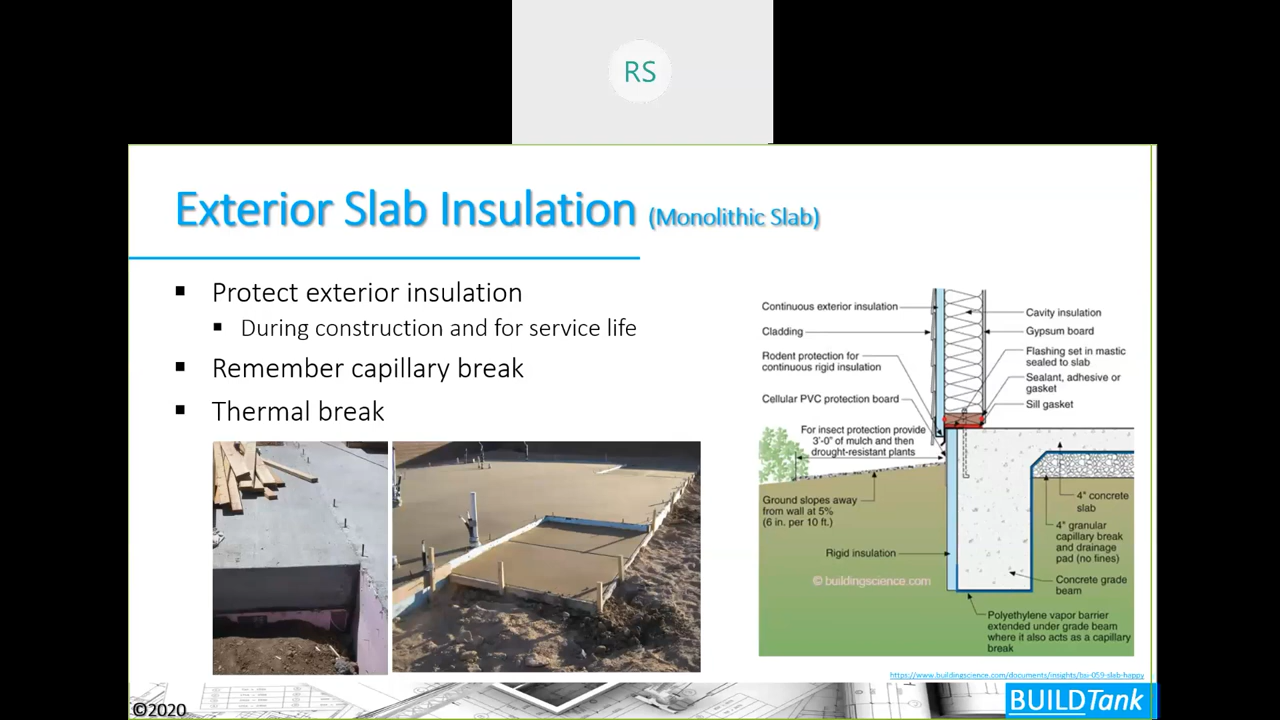 RS
Exterior Slab Insulation (Monolithic Slab)
▪ Protect exterior insulation
▪ During construction and for service life
▪ Remember capillary break
▪ Thermal break
Continuous exterior insulation
Cladding
Rodent protection for
continuous rigid insulation
Cellular PVC protection board
For insect protection provide
3'-0" of mulch and then
drought-resistant plants
Ground slopes away
from wall at 5%
(6 in. per 10 ft.)
Rigid insulation
© buildingscience.com
Cavity insulation
Gypsum board
Flashing set in mastic
sealed to slab
Sealant, adhesive or
gasket
Sill gasket
4" concrete
slab
4" granular
capillary break
and drainage
pad (no fines)
Concrete grade
beam
Polyethylene vapor barrier
extended under grade beam
where it also acts as a capillary
break
https://www.buildingscience.com/documents/insights/bsi-059-slab-happy
©2020
BUILDTank